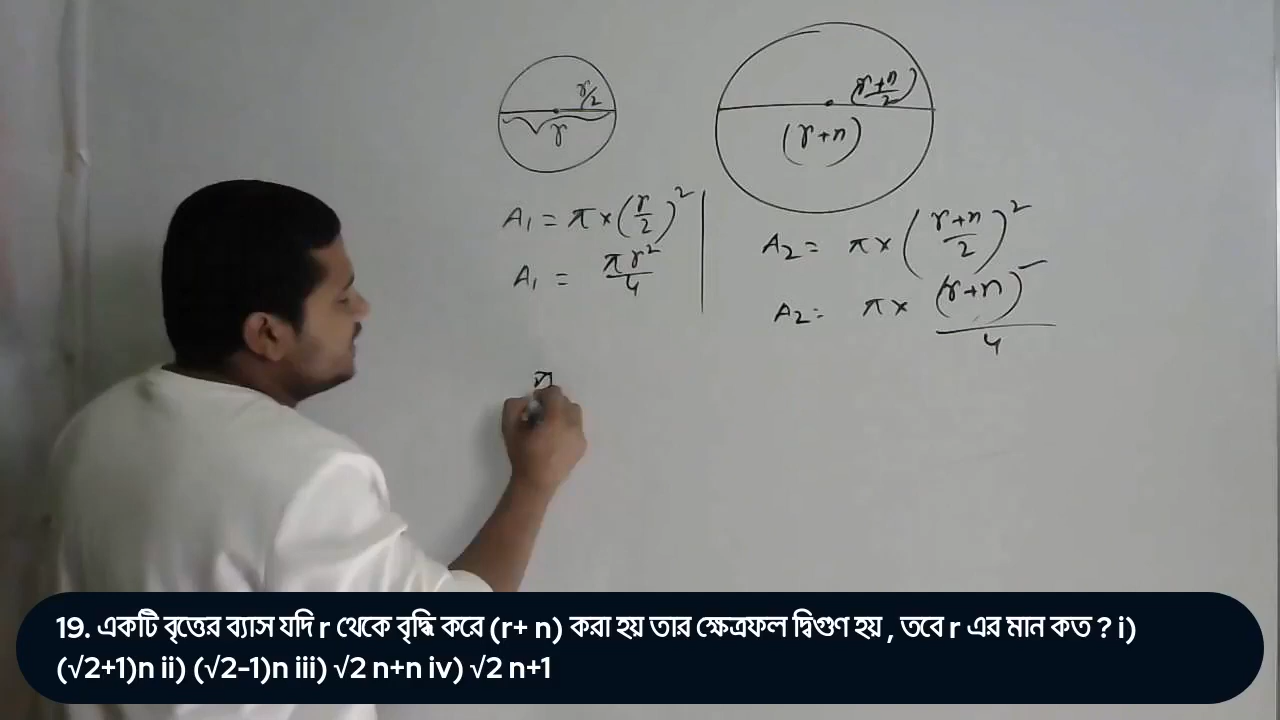 r/2
r
(r+n/2)
(r+n)
A₁ = π × (r/2)²
A₁ = πr²/4
A₂ = π × (r+n/2)²
A₂ = π × (r+n)²/4
π
19. একটি বৃত্তের ব্যাস যদি r থেকে বৃদ্ধি করে (r+ n) করা হয় তার ক্ষেত্রফল দ্বিগুণ হয় , তবে r এর মান কত ? i)
(√2+1)n ii) (√2-1)n iii) √2 n+n iv) √2 n+1